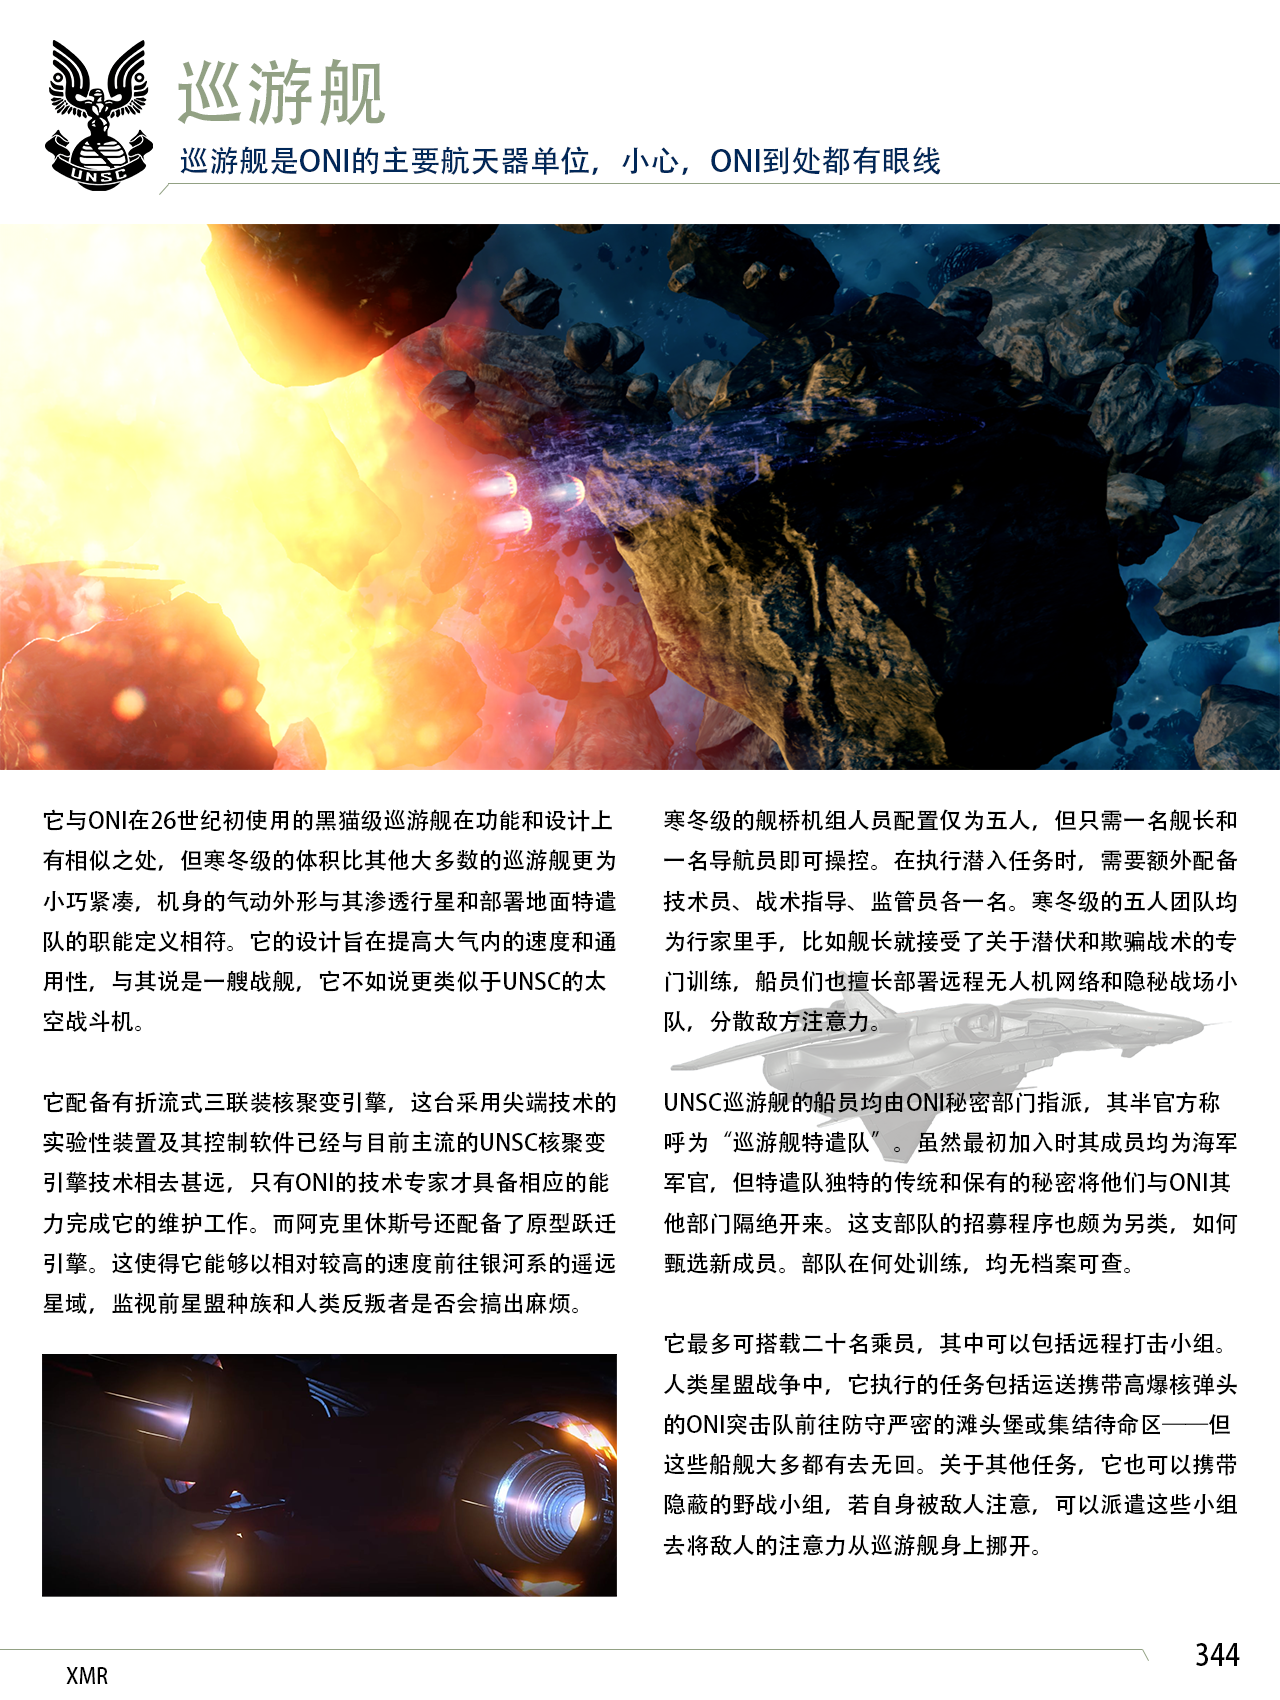 UNSC
巡游舰
巡游舰是ONI的主要航天器单位，小心，ONI到处都有眼线
它与ONI在26世纪初使用的黑猫级巡游舰在功能和设计上
有相似之处，但寒冬级的体积比其他大多数的巡游舰更为
小巧紧凑，机身的气动外形与其渗透行星和部署地面特遣
队的职能定义相符。它的设计旨在提高大气内的速度和通
用性，与其说是一艘战舰，它不如说更类似于UNSC的太
空战斗机。
它配备有折流式三联装核聚变引擎，这台采用尖端技术的
实验性装置及其控制软件已经与目前主流的UNSC核聚变
引擎技术相去甚远，只有ONI的技术专家才具备相应的能
力完成它的维护工作。而阿克里休斯号还配备了原型跃迁
引擎。这使得它能够以相对较高的速度前往银河系的遥远
星域，监视前星盟种族和人类反叛者是否会搞出麻烦。
寒冬级的舰桥机组人员配置仅为五人，但只需一名舰长和
一名导航员即可操控。在执行潜入任务时，需要额外配备
技术员、战术指导、监管员各一名。寒冬级的五人团队均
为行家里手，比如舰长就接受了关于潜伏和欺骗战术的专
门训练，船员们也擅长部署远程无人机网络和隐秘战场小
队，分散敌方注意力。
UNSC巡游舰的船员均由ONI秘密部门指派，其半官方称
呼为“巡游舰特遣队”。虽然最初加入时其成员均为海军
军官，但特遣队独特的传统和保有的秘密将他们与ONI其
他部门隔绝开来。这支部队的招募程序也颇为另类，如何
甄选新成员。部队在何处训练，均无档案可查。
它最多可搭载二十名乘员，其中可以包括远程打击小组。
人类星盟战争中，它执行的任务包括运送携带高爆核弹头
的ONI突击队前往防守严密的滩头堡或集结待命区——但
这些船舰大多都有去无回。关于其他任务，它也可以携带
隐蔽的野战小组，若自身被敌人注意，可以派遣这些小组
去将敌人的注意力从巡游舰身上挪开。
344
XMR